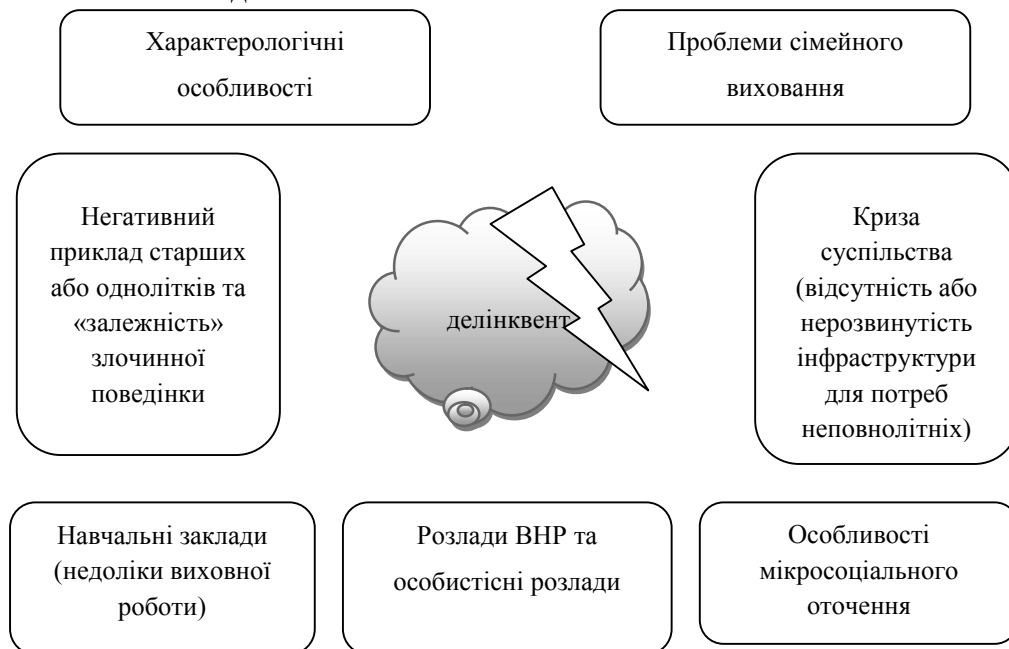 Характерологічні
особливості
Проблеми сімейного
виховання
Негативний
приклад старших
або однолітків та
«залежність»
злочинної
поведінки
делінквент
Криза
суспільства
(відсутність або
нерозвинутість
інфраструктури
для потреб
неповнолітніх)
Навчальні заклади
(недоліки виховної
роботи)
Розлади ВНР та
особистісні розлади
Особливості
мікросоціального
оточення